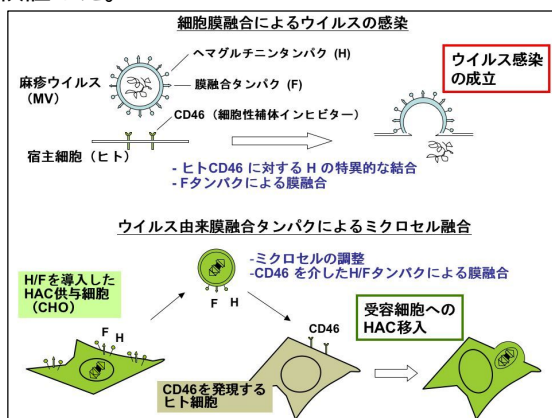 細胞膜融合によるウイルスの感染
ヘマグルチニンタンパク (H)
麻疹ウイルス
(MV)
膜融合タンパク (F)
CD46（細胞性補体インヒビター）
宿主細胞（ヒト）
- ヒトCD46 に対する H の特異的な結合
- Fタンパクによる膜融合
ウイルス感染
の成立
ウイルス由来膜融合タンパクによるミクロセル融合
-ミクロセルの調整
-CD46 を介したH/Fタンパクによる膜融合
F H
H/Fを導入した
HAC供与細胞
(CHO)
F H
CD46
CD46を発現する
ヒト細胞
受容細胞への
HAC移入